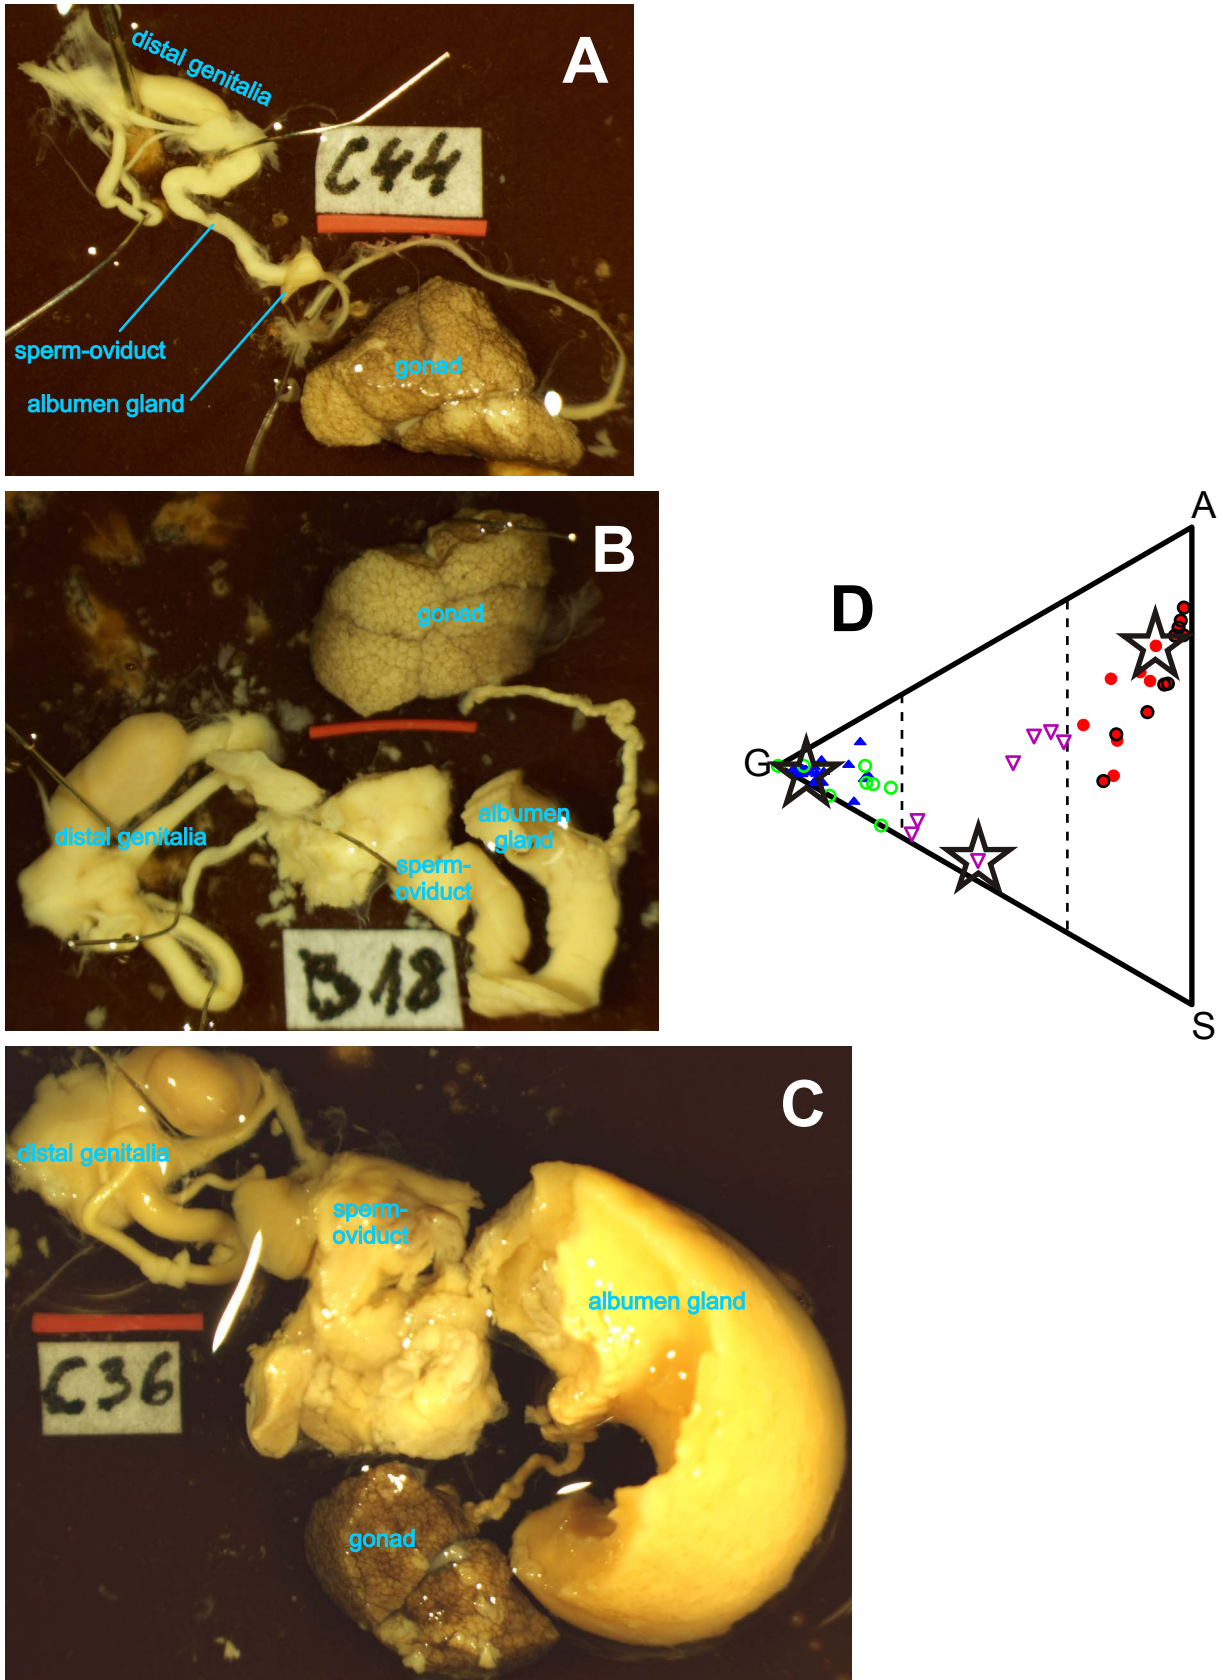 A
distal genitalia
C44
sperm-oviduct
gonad
albumen gland
B
gonad
albumen
gland
distal genitalia
sperm-
oviduct
B18
D
A
G
S
C
distal genitalia
sperm-
oviduct
albumen gland
C36
gonad